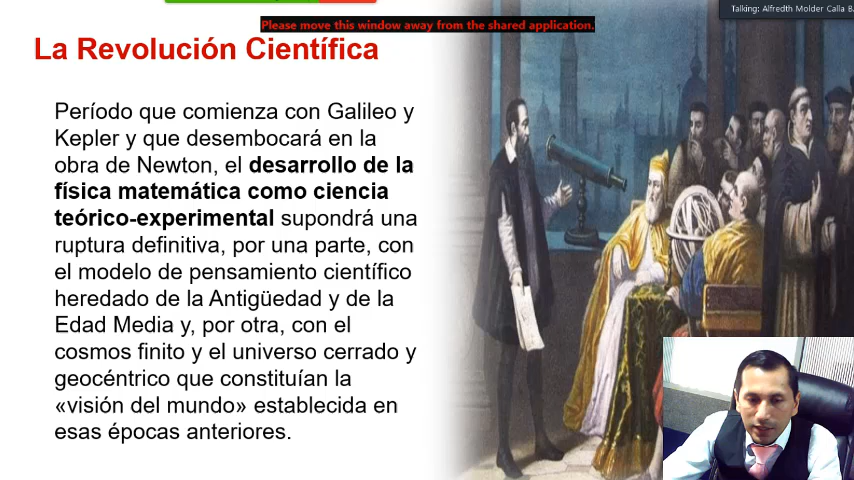 Talking: Alfredth Molder Calla B.
Please move this window away from the shared application.
La Revolución Científica
Período que comienza con Galileo y
Kepler y que desembocará en la
obra de Newton, el desarrollo de la
física matemática como ciencia
teórico-experimental supondrá una
ruptura definitiva, por una parte, con
el modelo de pensamiento científico
heredado de la Antigüedad y de la
Edad Media y, por otra, con el
cosmos finito y el universo cerrado y
geocéntrico que constituían la
«visión del mundo» establecida en
esas épocas anteriores.